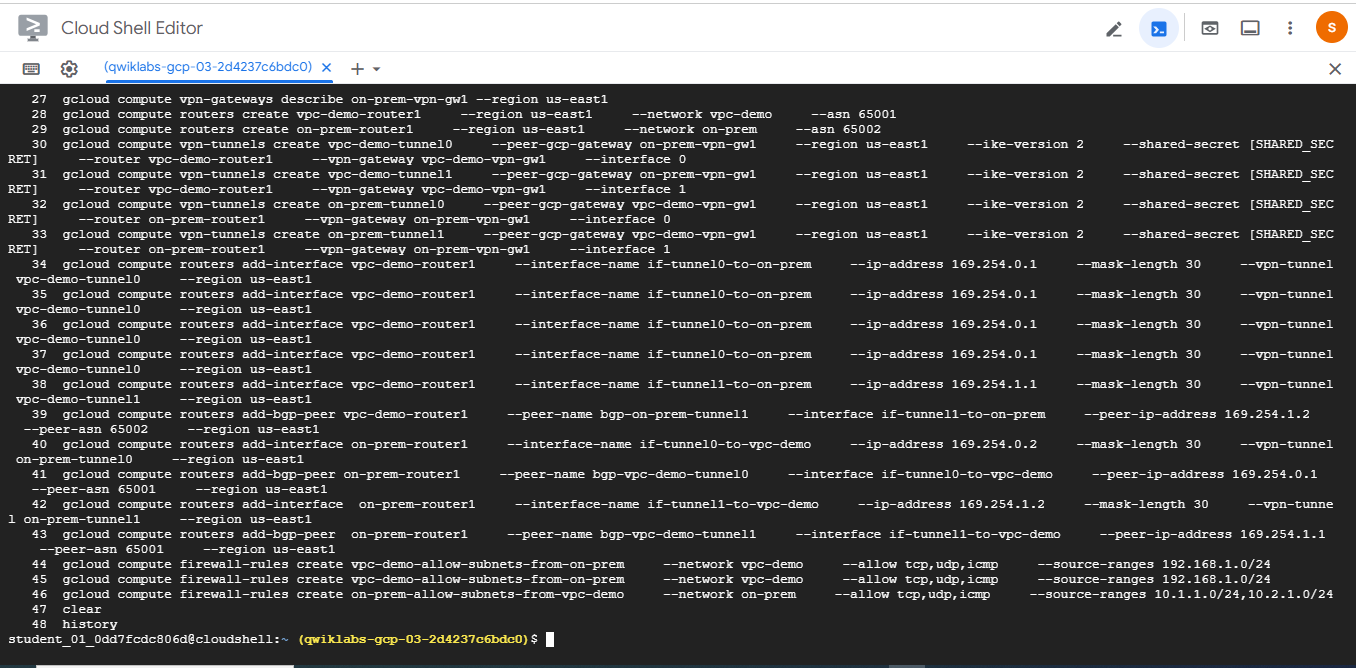 Cloud Shell Editor
S
(qwiklabs-gcp-03-2d4237c6bdc0)
27  gcloud compute vpn-gateways describe on-prem-vpn-gw1 --region us-east1
28  gcloud compute routers create vpc-demo-router1     --region us-east1     --network vpc-demo     --asn 65001
29  gcloud compute routers create on-prem-router1     --region us-east1     --network on-prem     --asn 65002
30  gcloud compute vpn-tunnels create vpc-demo-tunnel0     --peer-gcp-gateway on-prem-vpn-gw1     --region us-east1     --ike-version 2     --shared-secret [SHARED_SEC
RET]     --router vpc-demo-router1     --vpn-gateway vpc-demo-vpn-gw1     --interface 0
31  gcloud compute vpn-tunnels create vpc-demo-tunnel1     --peer-gcp-gateway on-prem-vpn-gw1     --region us-east1     --ike-version 2     --shared-secret [SHARED_SEC
RET]     --router vpc-demo-router1     --vpn-gateway vpc-demo-vpn-gw1     --interface 1
32  gcloud compute vpn-tunnels create on-prem-tunnel0     --peer-gcp-gateway vpc-demo-vpn-gw1     --region us-east1     --ike-version 2     --shared-secret [SHARED_SEC
RET]     --router on-prem-router1     --vpn-gateway on-prem-vpn-gw1     --interface 0
33  gcloud compute vpn-tunnels create on-prem-tunnel1     --peer-gcp-gateway vpc-demo-vpn-gw1     --region us-east1     --ike-version 2     --shared-secret [SHARED_SEC
RET]     --router on-prem-router1     --vpn-gateway on-prem-vpn-gw1     --interface 1
34  gcloud compute routers add-interface vpc-demo-router1     --interface-name if-tunnel0-to-on-prem     --ip-address 169.254.0.1     --mask-length 30     --vpn-tunnel
vpc-demo-tunnel0     --region us-east1
35  gcloud compute routers add-interface vpc-demo-router1     --interface-name if-tunnel0-to-on-prem     --ip-address 169.254.0.1     --mask-length 30     --vpn-tunnel
vpc-demo-tunnel0     --region us-east1
36  gcloud compute routers add-interface vpc-demo-router1     --interface-name if-tunnel0-to-on-prem     --ip-address 169.254.0.1     --mask-length 30     --vpn-tunnel
vpc-demo-tunnel0     --region us-east1
37  gcloud compute routers add-interface vpc-demo-router1     --interface-name if-tunnel0-to-on-prem     --ip-address 169.254.0.1     --mask-length 30     --vpn-tunnel
vpc-demo-tunnel0     --region us-east1
38  gcloud compute routers add-interface vpc-demo-router1     --interface-name if-tunnel1-to-on-prem     --ip-address 169.254.1.1     --mask-length 30     --vpn-tunnel
vpc-demo-tunnel1     --region us-east1
39  gcloud compute routers add-bgp-peer vpc-demo-router1     --peer-name bgp-on-prem-tunnel1     --interface if-tunnel1-to-on-prem     --peer-ip-address 169.254.1.2
--peer-asn 65002     --region us-east1
40  gcloud compute routers add-interface on-prem-router1     --interface-name if-tunnel0-to-vpc-demo     --ip-address 169.254.0.2     --mask-length 30     --vpn-tunnel
on-prem-tunnel0     --region us-east1
41  gcloud compute routers add-bgp-peer on-prem-router1     --peer-name bgp-vpc-demo-tunnel0     --interface if-tunnel0-to-vpc-demo     --peer-ip-address 169.254.0.1
--peer-asn 65001     --region us-east1
42  gcloud compute routers add-interface  on-prem-router1     --interface-name if-tunnel1-to-vpc-demo     --ip-address 169.254.1.2     --mask-length 30     --vpn-tunne
l on-prem-tunnel1     --region us-east1
43  gcloud compute routers add-bgp-peer  on-prem-router1     --peer-name bgp-vpc-demo-tunnel1     --interface if-tunnel1-to-vpc-demo     --peer-ip-address 169.254.1.1
--peer-asn 65001     --region us-east1
44  gcloud compute firewall-rules create vpc-demo-allow-subnets-from-on-prem     --network vpc-demo     --allow tcp,udp,icmp     --source-ranges 192.168.1.0/24
45  gcloud compute firewall-rules create vpc-demo-allow-subnets-from-on-prem     --network vpc-demo     --allow tcp,udp,icmp     --source-ranges 192.168.1.0/24
46  gcloud compute firewall-rules create on-prem-allow-subnets-from-vpc-demo     --network on-prem     --allow tcp,udp,icmp     --source-ranges 10.1.1.0/24,10.2.1.0/24
47  clear
48  history
student_01_0dd7fcdc806d@cloudshell:~ (qwiklabs-gcp-03-2d4237c6bdc0)$